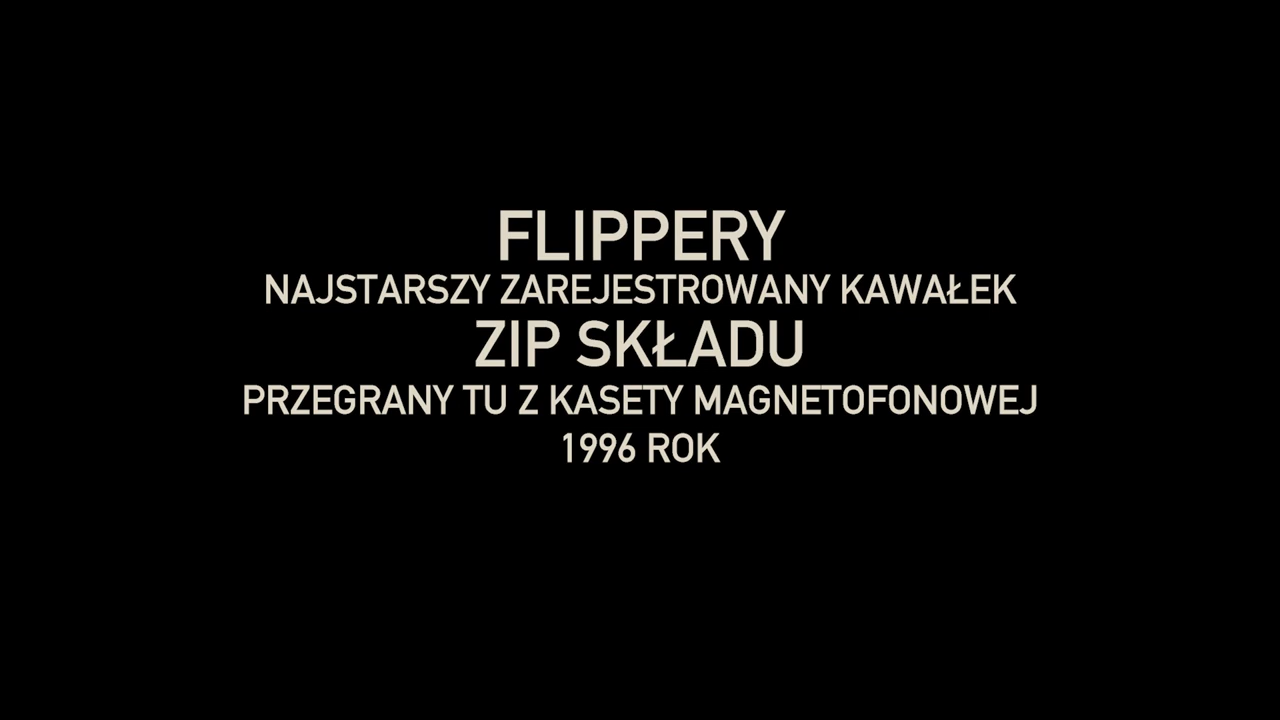 FLIPPERY
NAJSTARSZY ZAREJESTROWANY KAWAŁEK
ZIP SKŁADU
PRZEGRANY TU Z KASETY MAGNETOFONOWEJ
1996 ROK